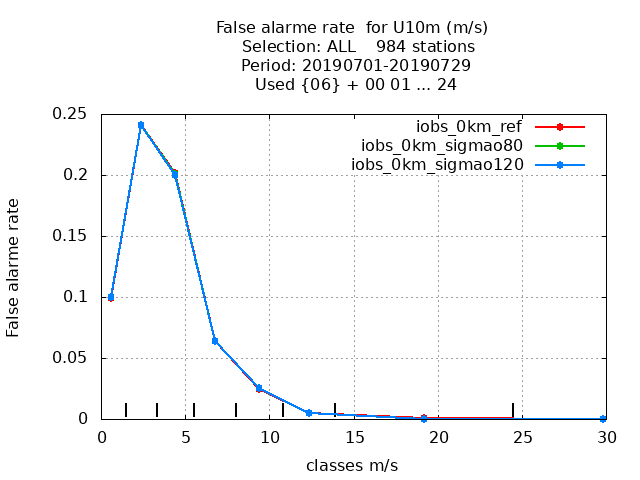 False alarme rate  for U10m (m/s)
Selection: ALL    984 stations
Period: 20190701-20190729
Used {06} + 00 01 ... 24
iobs_0km_ref
iobs_0km_sigmao80
iobs_0km_sigmao120
False alarme rate
0.25
0.2
0.15
0.1
0.05
0
0 5 10 15 20 25 30
classes m/s